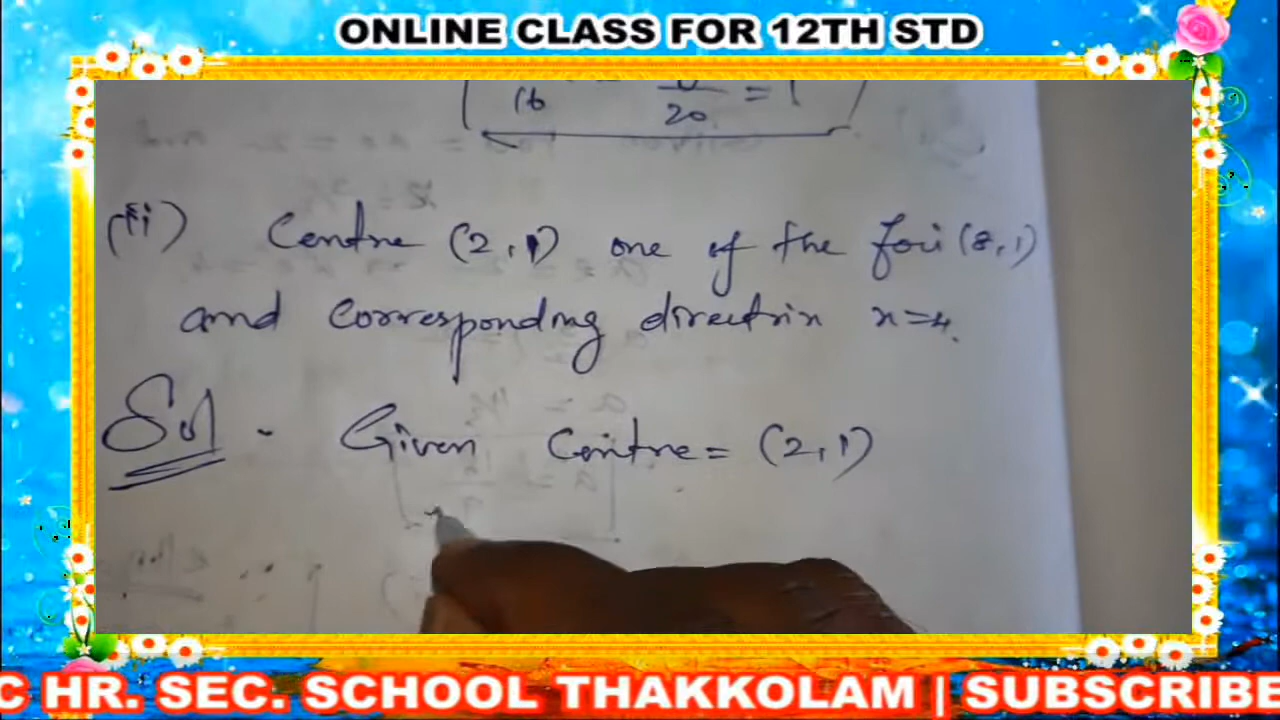 ONLINE CLASS FOR 12TH STD
16 20 = 1
(ii) Centre (2,1) one of the foci (8,1)
and corresponding directrix x=4.
Sol - Given Centre = (2,1)
C HR. SEC. SCHOOL THAKKOLAM | SUBSCRIBE